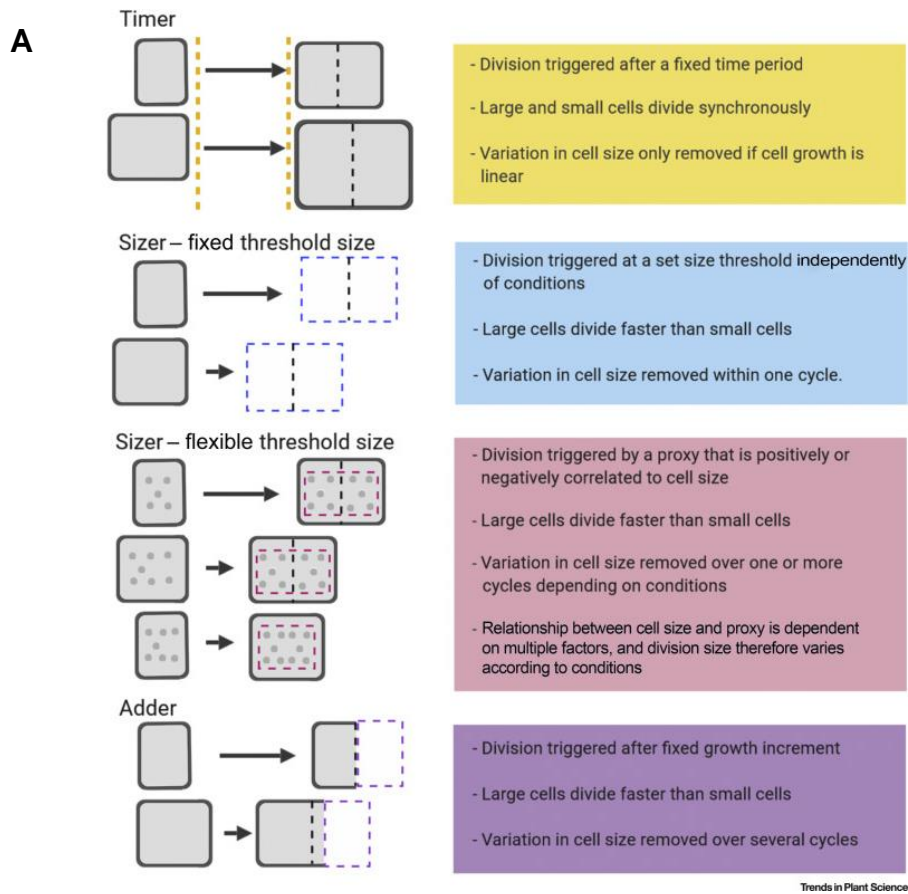 A
Timer
- Division triggered after a fixed time period
- Large and small cells divide synchronously
- Variation in cell size only removed if cell growth is
linear
Sizer – fixed threshold size
- Division triggered at a set size threshold independently
of conditions
- Large cells divide faster than small cells
- Variation in cell size removed within one cycle.
Sizer – flexible threshold size
- Division triggered by a proxy that is positively or
negatively correlated to cell size
- Large cells divide faster than small cells
- Variation in cell size removed over one or more
cycles depending on conditions
- Relationship between cell size and proxy is dependent
on multiple factors, and division size therefore varies
according to conditions
Adder
- Division triggered after fixed growth increment
- Large cells divide faster than small cells
- Variation in cell size removed over several cycles
Trends in Plant Science